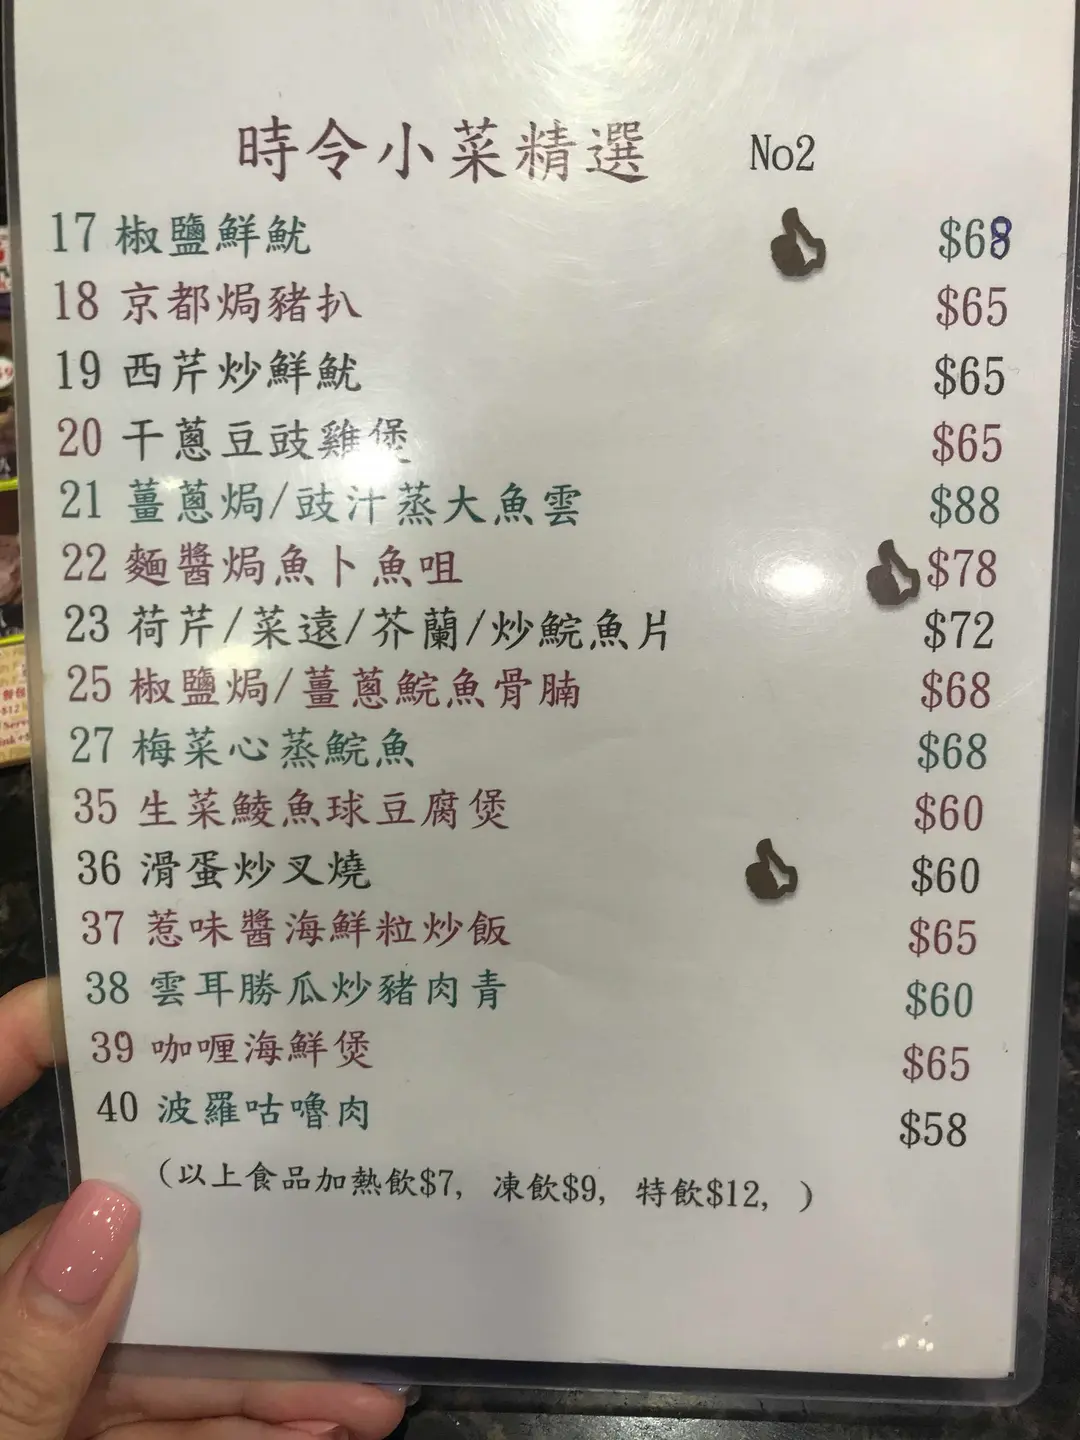 時令小菜精選 No2
17 椒鹽鮮魷 $68
18 京都焗豬扒 $65
19 西芹炒鮮魷 $65
20 干蔥豆豉雞煲 $65
21 薑蔥焗/豉汁蒸大魚雲 $88
22 麵醬焗魚卜魚咀 $78
23 荷芹/菜遠/芥蘭/炒鯇魚片 $72
25 椒鹽焗/薑蔥鯇魚骨腩 $68
27 梅菜心蒸鯇魚 $68
35 生菜鯪魚球豆腐煲 $60
36 滑蛋炒叉燒 $60
37 惹味醬海鮮粒炒飯 $65
38 雲耳勝瓜炒豬肉青 $60
39 咖喱海鮮煲 $65
40 波羅咕嚕肉 $58
(以上食品加熱飲$7, 凍飲$9, 特飲$12, )